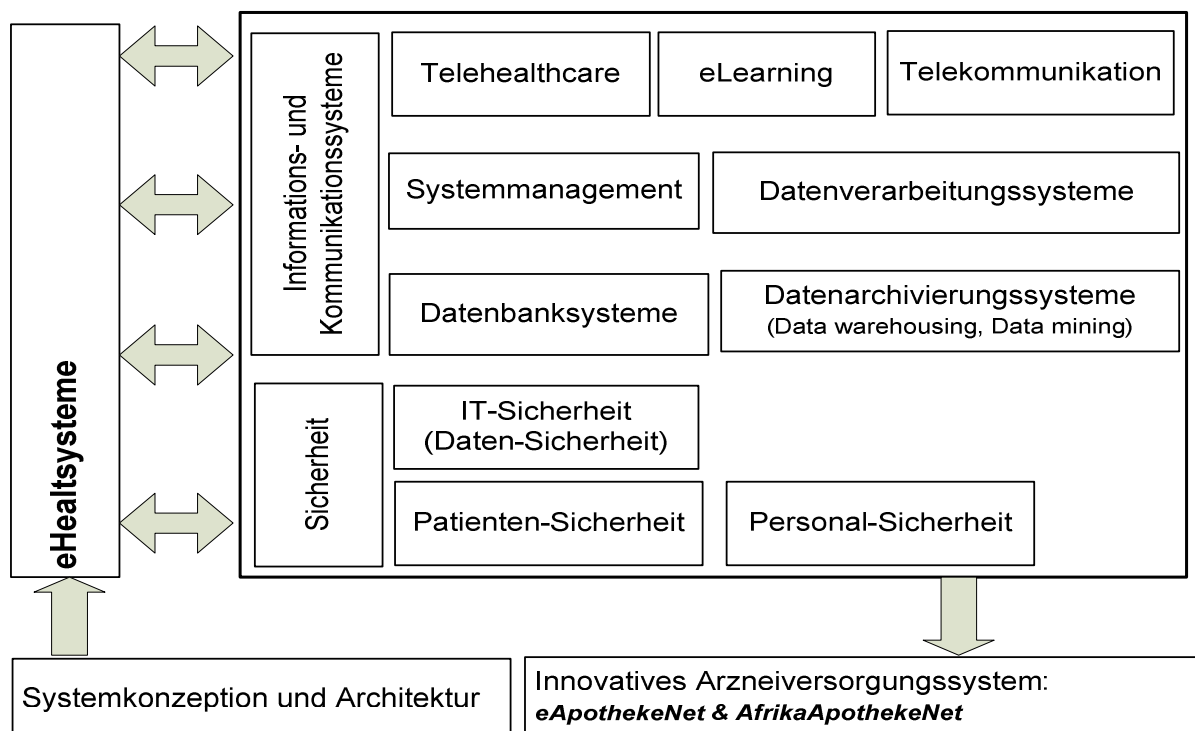 eHealtsysteme
Informations- und
Kommunikationssysteme
Telehealthcare
eLearning
Telekommunikation
Systemmanagement
Datenverarbeitungssysteme
Datenbanksysteme
Datenarchivierungssysteme
(Data warehousing, Data mining)
Sicherheit
IT-Sicherheit
(Daten-Sicherheit)
Patienten-Sicherheit
Personal-Sicherheit
Systemkonzeption und Architektur
Innovatives Arzneiversorgungssystem:
eApothekeNet & AfrikaApothekeNet